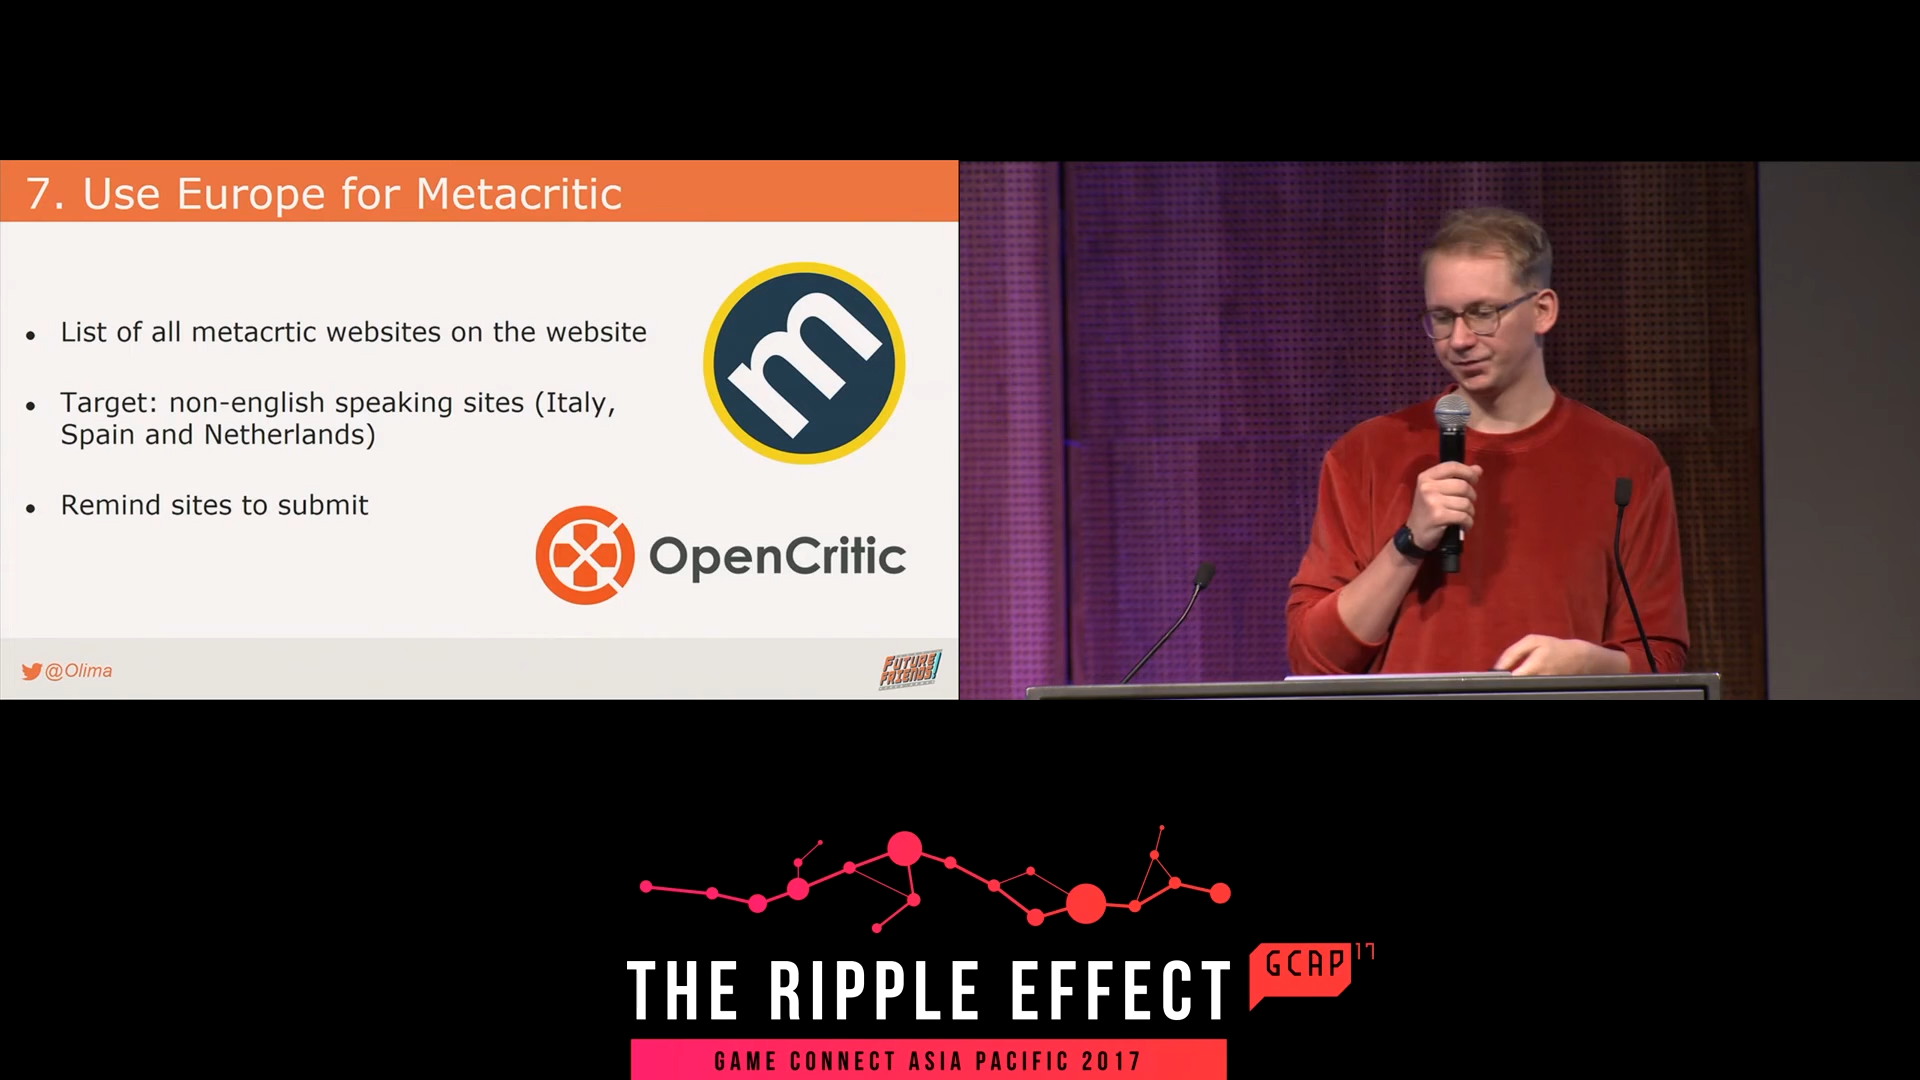 7. Use Europe for Metacritic
• List of all metacrtic websites on the website
• Target: non-english speaking sites (Italy,
Spain and Netherlands)
• Remind sites to submit
m
OpenCritic
@Olima
FUTURE
FRIENDS!
THE RIPPLE EFFECT
GCAP 17
GAME CONNECT ASIA PACIFIC 2017